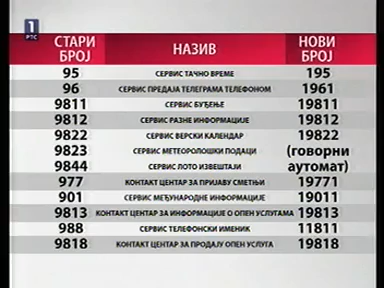 1
РТС
СТАРИ БРОЈ НАЗИВ НОВИ БРОЈ
95 СЕРВИС ТАЧНО ВРЕМЕ 195
96 СЕРВИС ПРЕДАЈА ТЕЛЕГРАМА ТЕЛЕФОНОМ 1961
9811 СЕРВИС БУЂЕЊЕ 19811
9812 СЕРВИС РАЗНЕ ИНФОРМАЦИЈЕ 19812
9822 СЕРВИС ВЕРСКИ КАЛЕНДАР 19822
9823 СЕРВИС МЕТЕОРОЛОШКИ ПОДАЦИ (говорни
9844 СЕРВИС ЛОТО ИЗВЕШТАЈИ аутомат)
977 КОНТАКТ ЦЕНТАР ЗА ПРИЈАВУ СМЕТЊИ 19771
901 СЕРВИС МЕЂУНАРОДНЕ ИНФОРМАЦИЈЕ 19011
9813 КОНТАКТ ЦЕНТАР ЗА ИНФОРМАЦИЈЕ О ОПЕН УСЛУГАМА 19813
988 СЕРВИС ТЕЛЕФОНСКИ ИМЕНИК 11811
9818 КОНТАКТ ЦЕНТАР ЗА ПРОДАЈУ ОПЕН УСЛУГА 19818